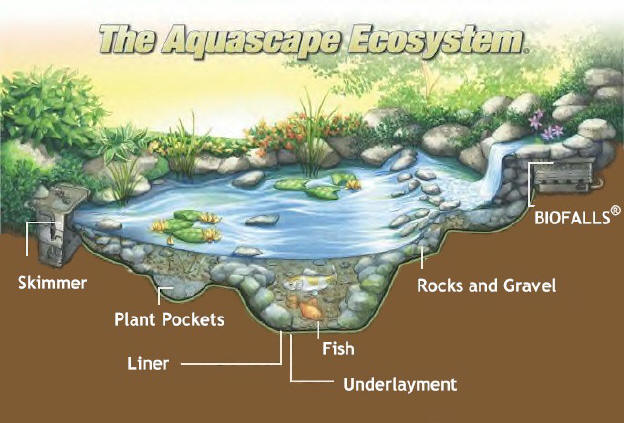 The Aquascape Ecosystem®
BIOFALLS®
Skimmer
Rocks and Gravel
Plant Pockets
Fish
Liner
Underlayment